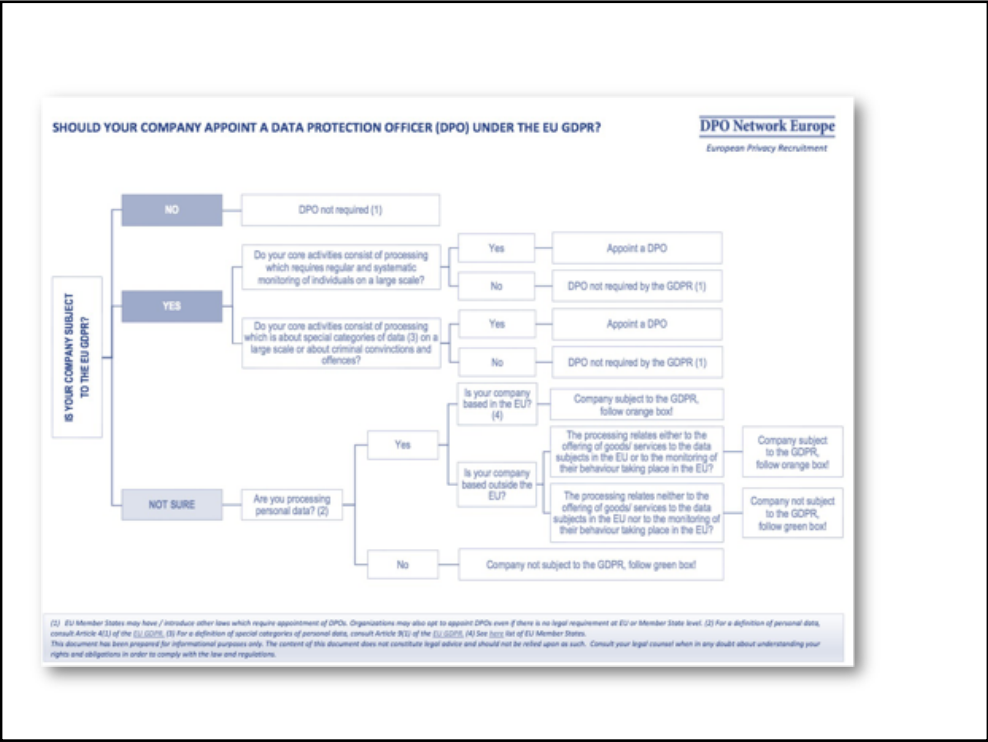 SHOULD YOUR COMPANY APPOINT A DATA PROTECTION OFFICER (DPO) UNDER THE EU GDPR?
DPO Network Europe
European Privacy Recruitment
IS YOUR COMPANY SUBJECT
TO THE EU GDPR?
NO
DPO not required (1)
YES
Do your core activities consist of processing
which requires regular and systematic
monitoring of individuals on a large scale?
Yes
Appoint a DPO
No
DPO not required by the GDPR (1)
Do your core activities consist of processing
which is about special categories of data (3) on a
large scale or about criminal convinctions and
offences?
Yes
Appoint a DPO
No
DPO not required by the GDPR (1)
NOT SURE
Are you processing
personal data? (2)
Yes
Is your company
based in the EU?
(4)
Company subject to the GDPR,
follow orange box!
Is your company
based outside the
EU?
The processing relates either to the
offering of goods/ services to the data
subjects in the EU or to the monitoring of
their behaviour taking place in the EU?
Company subject
to the GDPR,
follow orange box!
The processing relates neither to the
offering of goods/ services to the data
subjects in the EU nor to the monitoring of
their behaviour taking place in the EU?
Company not subject
to the GDPR,
follow green box!
No
Company not subject to the GDPR, follow green box!
(1) EU Member States may have / introduce other laws which require appointment of DPOs. Organizations may also opt to appoint DPOs even if there is no legal requirement at EU or Member State level. (2) For a definition of personal data,
consult Article 4(1) of the EU GDPR. (3) For a definition of special categories of personal data, consult Article 9(1) of the EU GDPR. (4) See here list of EU Member States.
This document has been prepared for informational purposes only. The content of this document does not constitute legal advice and should not be relied upon as such. Consult your legal counsel when in any doubt about understanding your
rights and obligations in order to comply with the law and regulations.